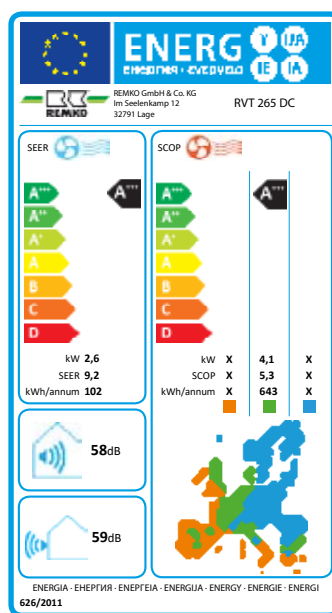 ENERG Y IJA
ЕНЕРГИЯ · ΕΝΕΡΓΕΙΑ IE IA
REMKO
REMKO GmbH & Co. KG
Im Seelenkamp 12
32791 Lage
RVT 265 DC
SEER
A+++
A+++
A++
A+
A
B
C
D
kW 2,6
SEER 9,2
kWh/annum 102
SCOP
A+++
A+++
A++
A+
A
B
C
D
kW X 4,1 X
SCOP X 5,3 X
kWh/annum X 643 X
58dB
59dB
ENERGIA · ЕНЕРГИЯ · ΕΝΕΡΓΕΙΑ · ENERGIJA · ENERGY · ENERGIE · ENERGI
626/2011